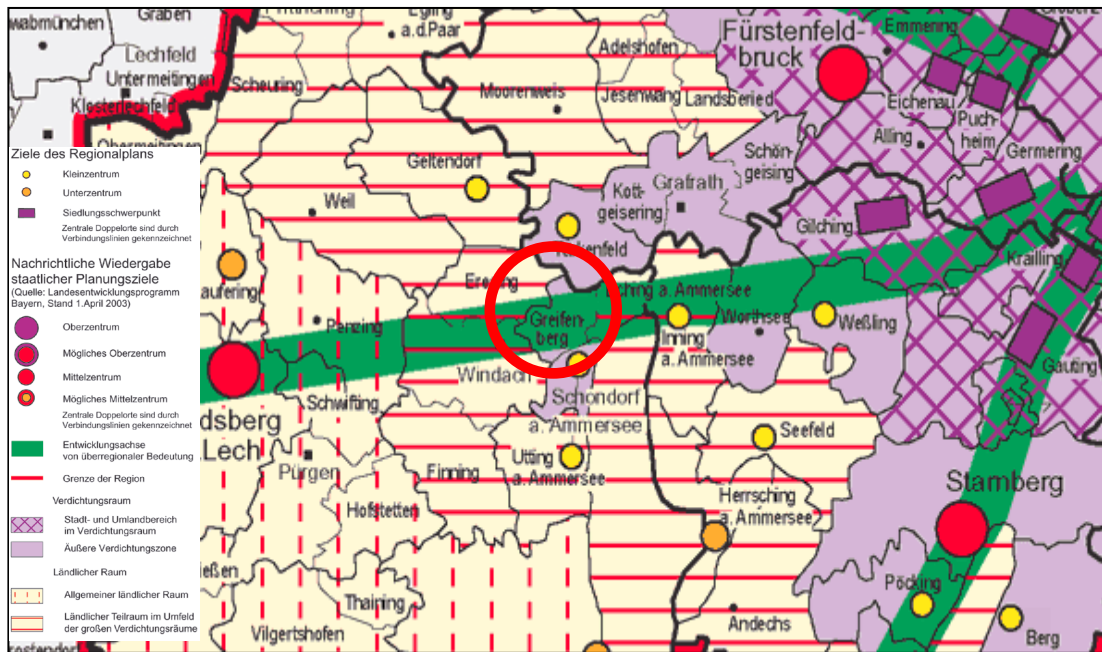 Ziele des Regionalplans
Kleinzentrum
Unterzentrum
Siedlungsschwerpunkt
Zentrale Doppelorte sind durch
Verbindungslinien gekennzeichnet
Nachrichtliche Wiedergabe
staatlicher Planungsziele
(Quelle: Landesentwicklungsprogramm
Bayern, Stand 1.April 2003)
Oberzentrum
Mögliches Oberzentrum
Mittelzentrum
Mögliches Mittelzentrum
Zentrale Doppelorte sind durch
Verbindungslinien gekennzeichnet
Entwicklungsachse
von überregionaler Bedeutung
Grenze der Region
Verdichtungsraum
Stadt- und Umlandbereich
im Verdichtungsraum
Äußere Verdichtungszone
Ländlicher Raum
Allgemeiner ländlicher Raum
Ländlicher Teilraum im Umfeld
der großen Verdichtungsräume
wabmünchen
Graben
Lechfeld
Untermeitingen
Klosterlechfeld
Obermeitingen
Scheuring
Egling
a.d.Paar
Adelshofen
Moorenweis
Jesenwang
Landsberied
Fürstenfeld-
bruck
Emmering
Eichenau
Puch-
heim
Alling
Germering
Schön-
geising
Geltendorf
Kott-
geisering
Grafrath
Weil
Gilching
Krailling
Penzing
Greifen-
berg
Eching a. Ammersee
Inning
a. Ammersee
Worthsee
Weßling
Gauting
Windach
Schwifting
Schondorf
a. Ammersee
dsberg
Lech
Pürgen
Finning
Utting
a. Ammersee
Seefeld
Hofstetten
Herrsching
a. Ammersee
Starnberg
Pöcking
Thaining
Vilgertshofen
Andechs
Berg